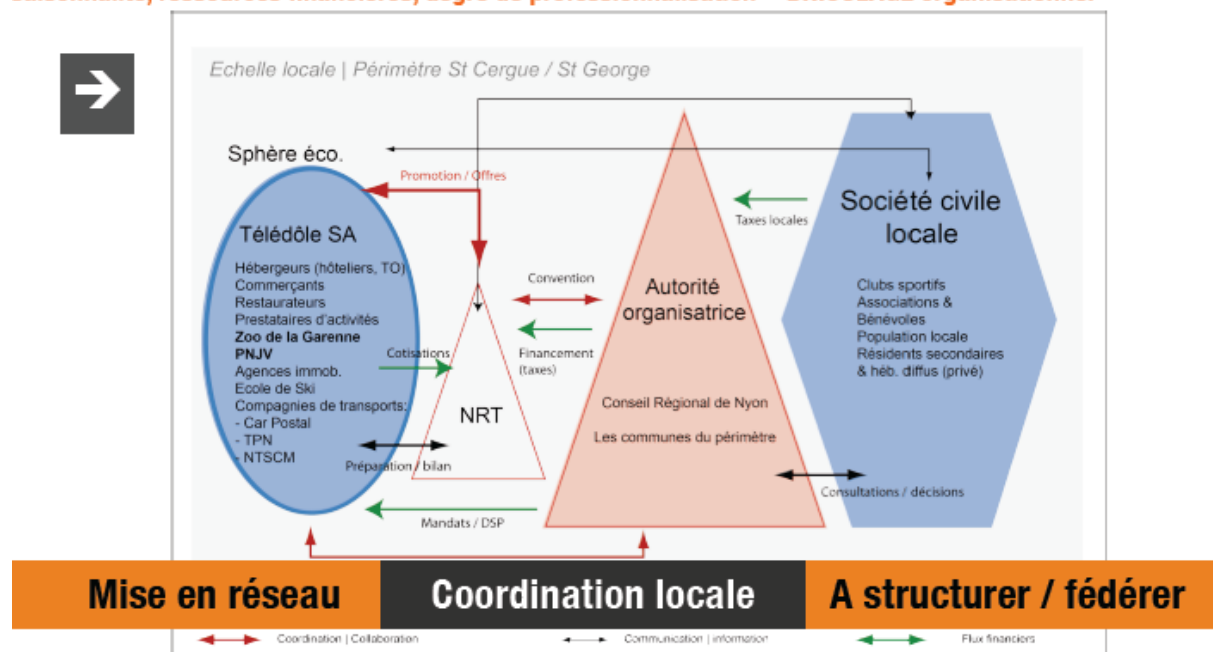 Echelle locale | Périmètre St Cergue / St George
Sphère éco.
Promotion / Offres
Télédôle SA
Hébergeurs (hôteliers, TO)
Commerçants
Restaurateurs
Prestataires d'activités
Zoo de la Garenne
PNJV
Agences immob.
Ecole de Ski
Compagnies de transports:
- Car Postal
- TPN
- NTSCM
Cotisations
Préparation / bilan
NRT
Convention
Financement
(taxes)
Mandats / DSP
Autorité
organisatrice
Conseil Régional de Nyon
Les communes du périmètre
Taxes locales
Consultations / décisions
Société civile
locale
Clubs sportifs
Associations &
Bénévoles
Population locale
Résidents secondaires
& héb. diffus (privé)
Mise en réseau
Coordination locale
A structurer / fédérer
Coordination | Collaboration
Communication | information
Flux financiers